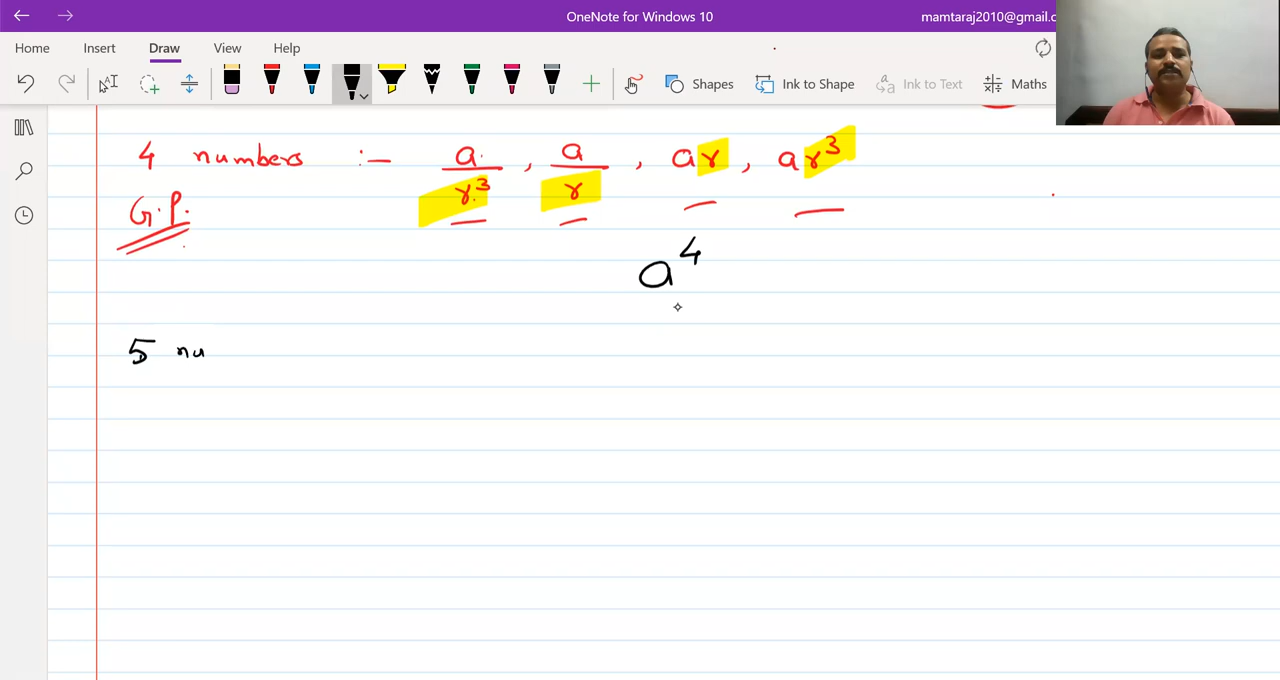 OneNote for Windows 10
mamtaraj2010@gmail.c
Home Insert Draw View Help
Shapes Ink to Shape Ink to Text Maths
4 numbers :- a/r³ , a/r , ar , ar³
G.P.
a⁴
5 nu